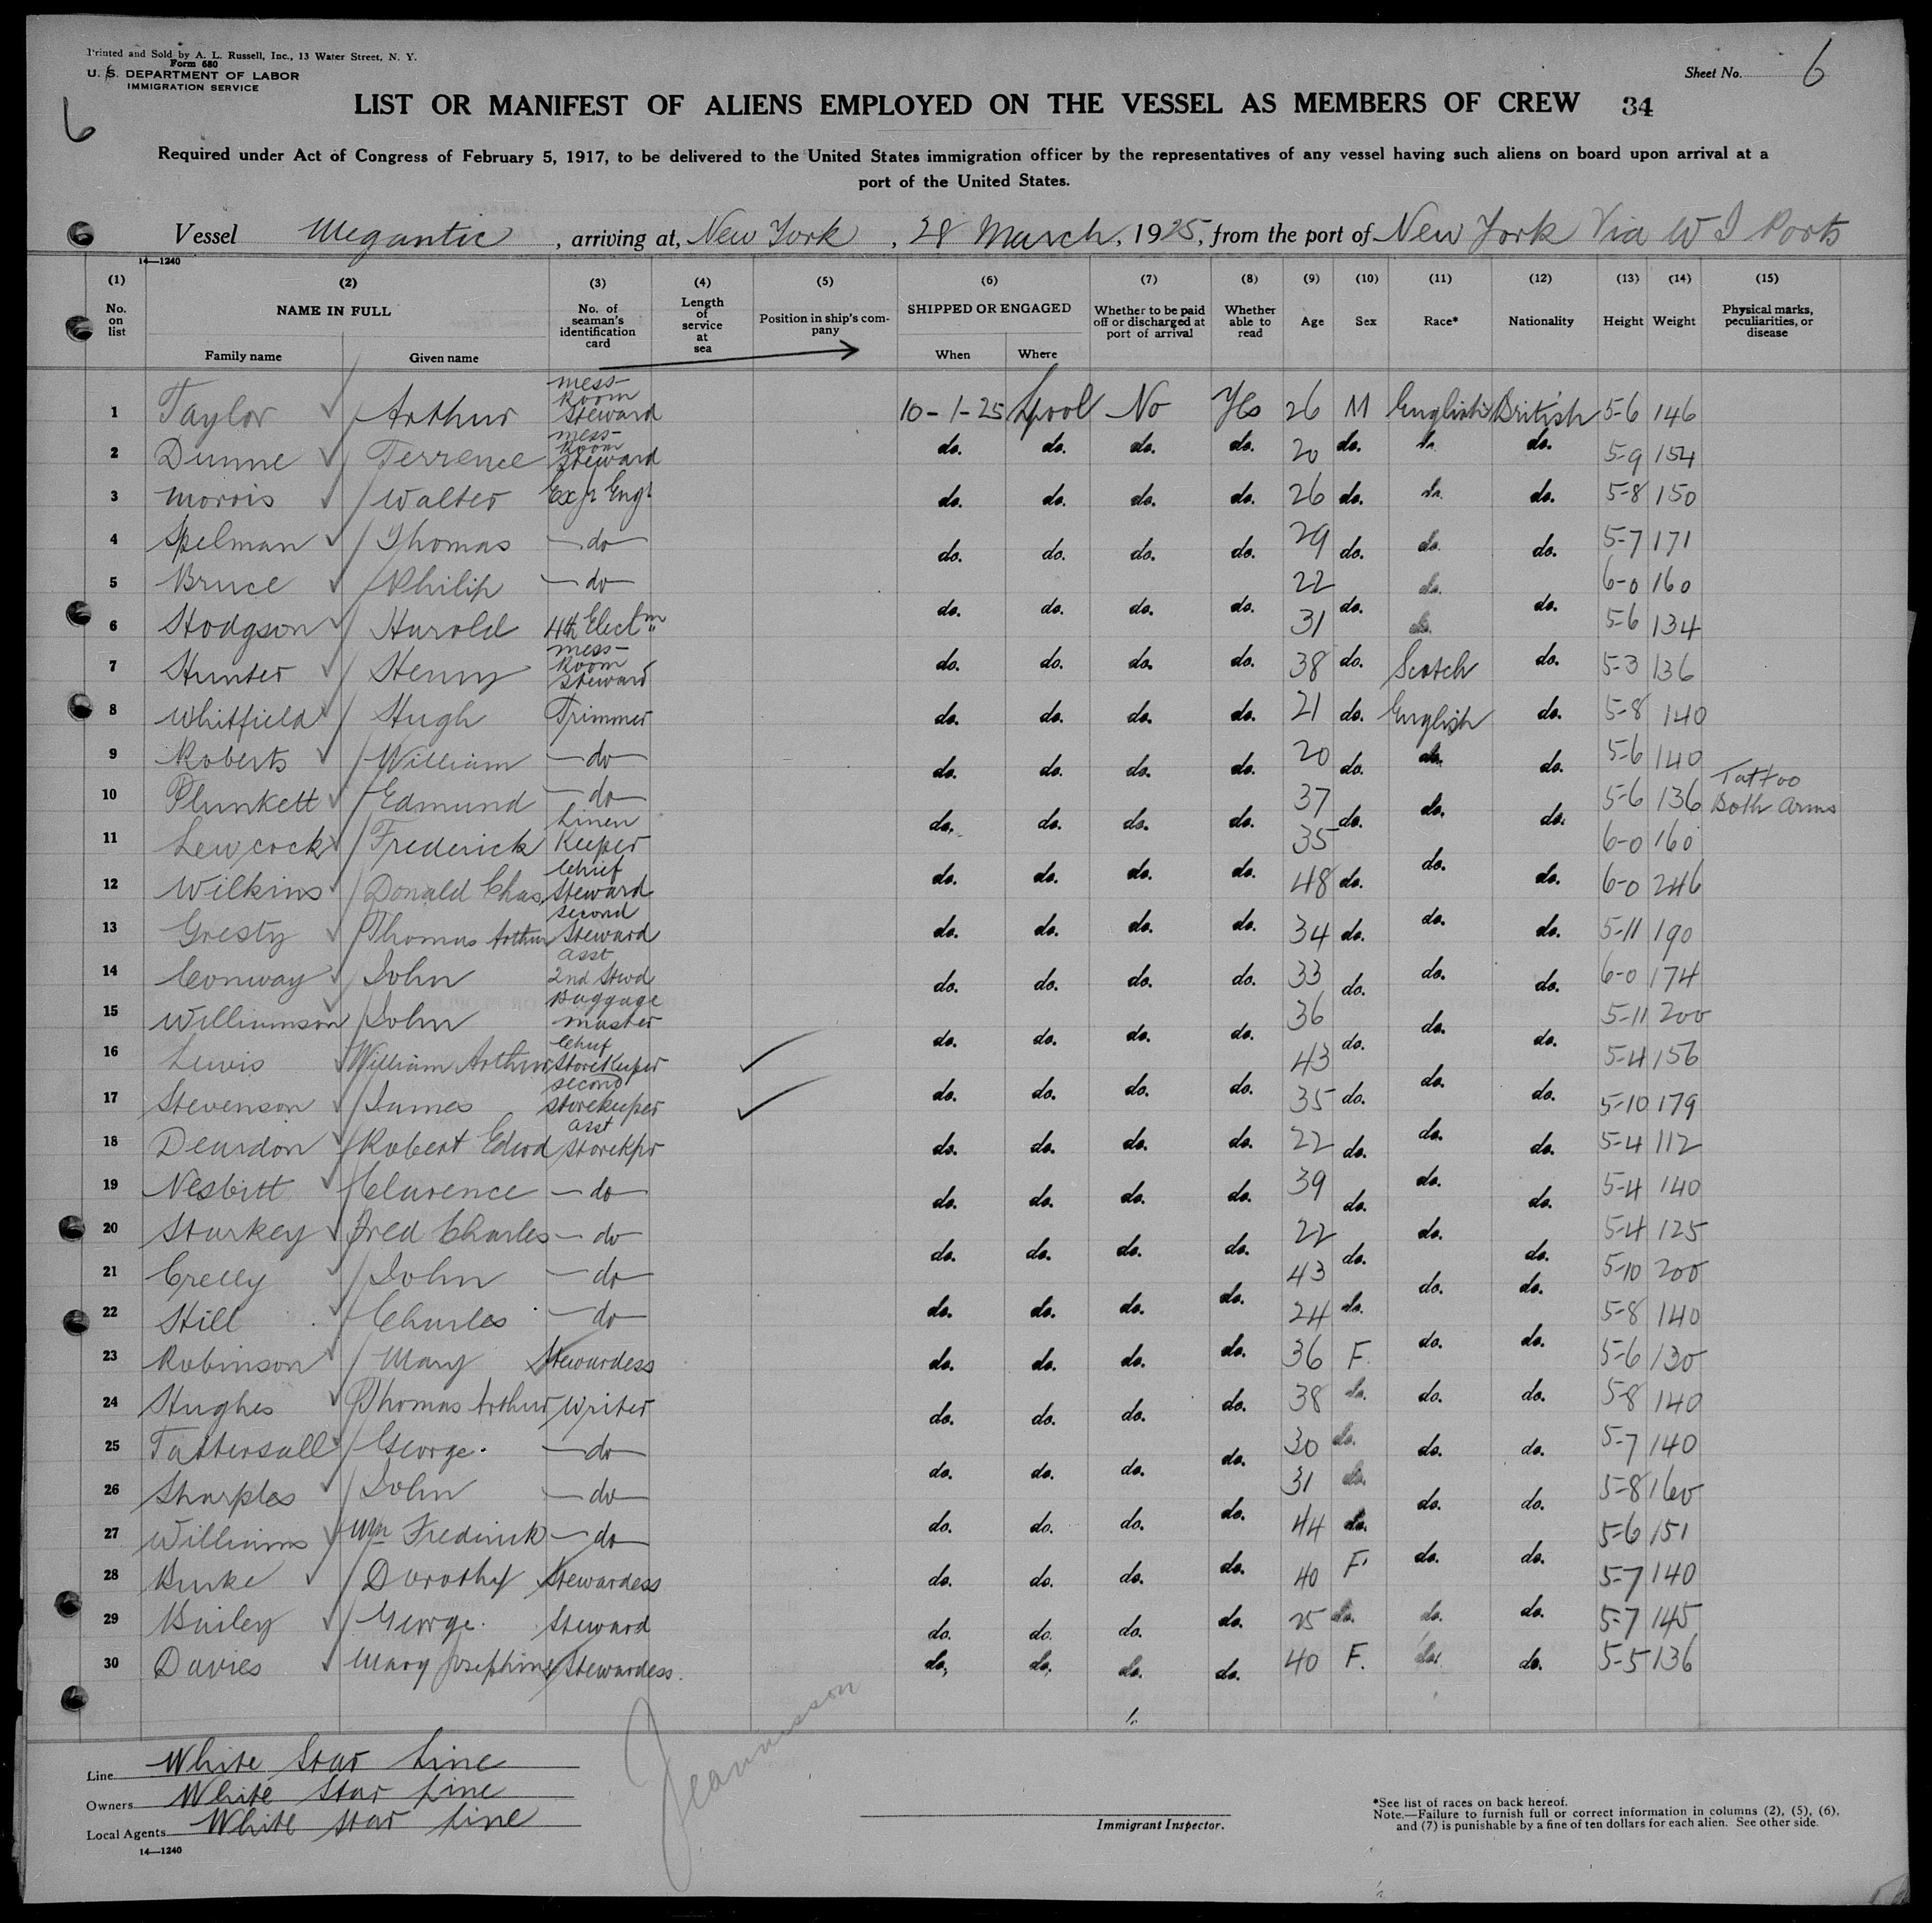 Printed and Sold by A. L. Russell, Inc., 13 Water Street, N. Y.
Form 680
U. S. DEPARTMENT OF LABOR
IMMIGRATION SERVICE
Sheet No. 6
6
LIST OR MANIFEST OF ALIENS EMPLOYED ON THE VESSEL AS MEMBERS OF CREW 34
Required under Act of Congress of February 5, 1917, to be delivered to the United States immigration officer by the representatives of any vessel having such aliens on board upon arrival at a
port of the United States.
Vessel Megantic, arriving at, New York, 28 March, 1925, from the port of New York Via W I Ports
14—1240
(1) (2) (3) (4) (5) (6) (7) (8) (9) (10) (11) (12) (13) (14) (15)
No. on list NAME IN FULL No. of seaman's identification card Length of service at sea Position in ship's company SHIPPED OR ENGAGED Whether to be paid off or discharged at port of arrival Whether able to read Age Sex Race* Nationality Height Weight Physical marks, peculiarities, or disease
Family name Given name When Where
1 Taylor Arthur mess-Room Steward 10-1-25 Lpool No Yes 26 M English British 5-6 146
2 Dunne Terrence mess-Room Steward do. do. do. do. 20 do. do. do. 5-9 154
3 Morris Walter Ex Jr Engr do. do. do. do. 26 do. do. do. 5-8 150
4 Spelman Thomas —do— do. do. do. do. 29 do. do. do. 5-7 171
5 Bruce Philip —do— do. do. do. do. 22 do. do. do. 6-0 160
6 Hodgson Harold 4th Elect'n 31 do. 5-6 134
7 Hunter Henry mess-Room Steward do. do. do. do. 38 do. Scotch do. 5-3 136
8 Whitfield Hugh Trimmer do. do. do. do. 21 do. English do. 5-8 140
9 Roberts William —do— do. do. do. do. 20 do. do. do. 5-6 140
10 Plunkett Edmund —do— do. do. do. do. 37 do. do. do. 5-6 136 Tattoo Both Arms
11 Lewcock Frederick Linen Keeper 35 6-0 160
12 Wilkins Donald Chas. Chief Steward do. do. do. do. 48 do. do. do. 6-0 246
13 Gresty Thomas Arthur Second Steward do. do. do. do. 34 do. do. do. 5-11 190
14 Conway John asst 2nd Stwd do. do. do. do. 33 do. do. do. 6-0 174
15 Williamson John Baggage master do. do. do. do. 36 do. do. do. 5-11 200
16 Lewis William Arthur Chief Storekeeper 43 5-4 156
17 Stevenson James second Storekeeper do. do. do. do. 35 do. do. do. 5-10 179
18 Deardon Robert Edwd asst Storekpr do. do. do. do. 22 do. do. do. 5-4 112
19 Nesbitt Clarence —do— do. do. do. do. 39 do. do. do. 5-4 140
20 Starkey Fred Charles —do— do. do. do. do. 22 do. do. do. 5-4 125
21 Crelly John —do— do. 43 do. do. 5-10 200
22 Hill Charles —do— do. do. do. 24 do. 5-8 140
23 Robinson Mary Stewardess do. do. do. do. 36 F. do. do. 5-6 130
24 Hughes Thomas Arthur Writer do. do. do. do. 38 do. do. do. 5-8 140
25 Tattersall George. —do— do. do. do. do. 30 do. do. do. 5-7 140
26 Sharples John —do— 31 do. do. do. 5-8 160
27 Williams Wm Frederick —do— do. do. do. do. 44 do. 5-6 151
28 Burke Dorothy Stewardess do. do. do. do. 40 F do. do. 5-7 140
29 Bailey George. Steward do. do. do. do. 25 do. do. do. 5-7 145
30 Davies Mary Josephine Stewardess. do. do. do. do. 40 F. do. do. 5-5 136
Line White Star Line
Owners White Star Line
Local Agents White Star Line
14—1240
Immigrant Inspector.
*See list of races on back hereof.
Note.—Failure to furnish full or correct information in columns (2), (5), (6),
and (7) is punishable by a fine of ten dollars for each alien. See other side.